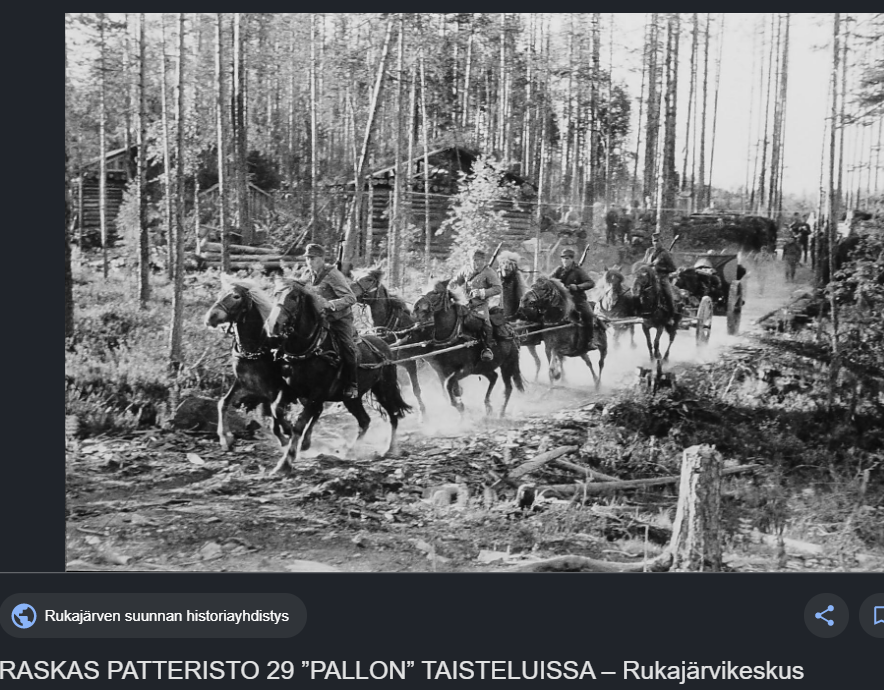 Rukajärven suunnan historiayhdistys
RASKAS PATTERISTO 29 ”PALLON” TAISTELUISSA – Rukajärvikeskus